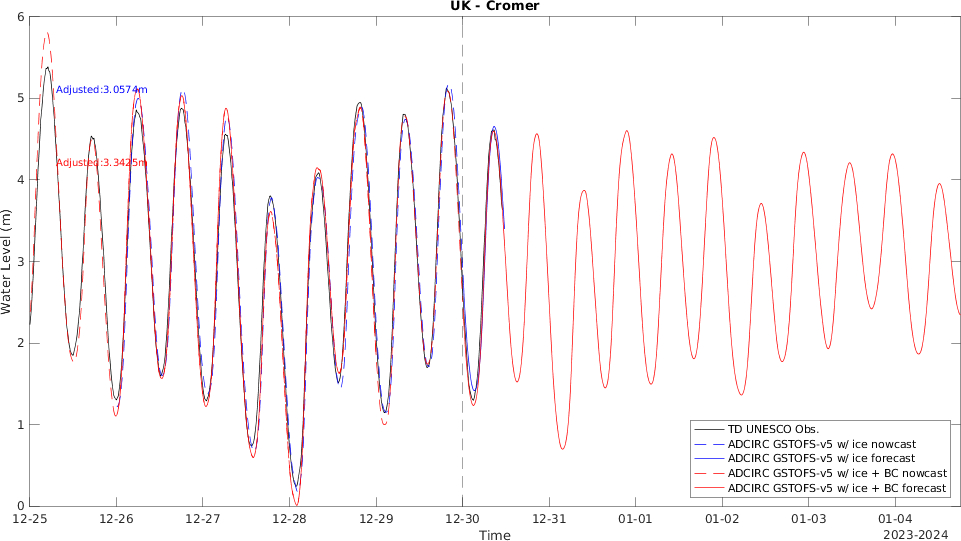 UK - Cromer
6
5
4
3
2
1
0
Water Level (m)
Adjusted:3.0574m
Adjusted:3.3425m
TD UNESCO Obs.
ADCIRC GSTOFS-v5 w/ ice nowcast
ADCIRC GSTOFS-v5 w/ ice forecast
ADCIRC GSTOFS-v5 w/ ice + BC nowcast
ADCIRC GSTOFS-v5 w/ ice + BC forecast
12-25 12-26 12-27 12-28 12-29 12-30 12-31 01-01 01-02 01-03 01-04
2023-2024
Time